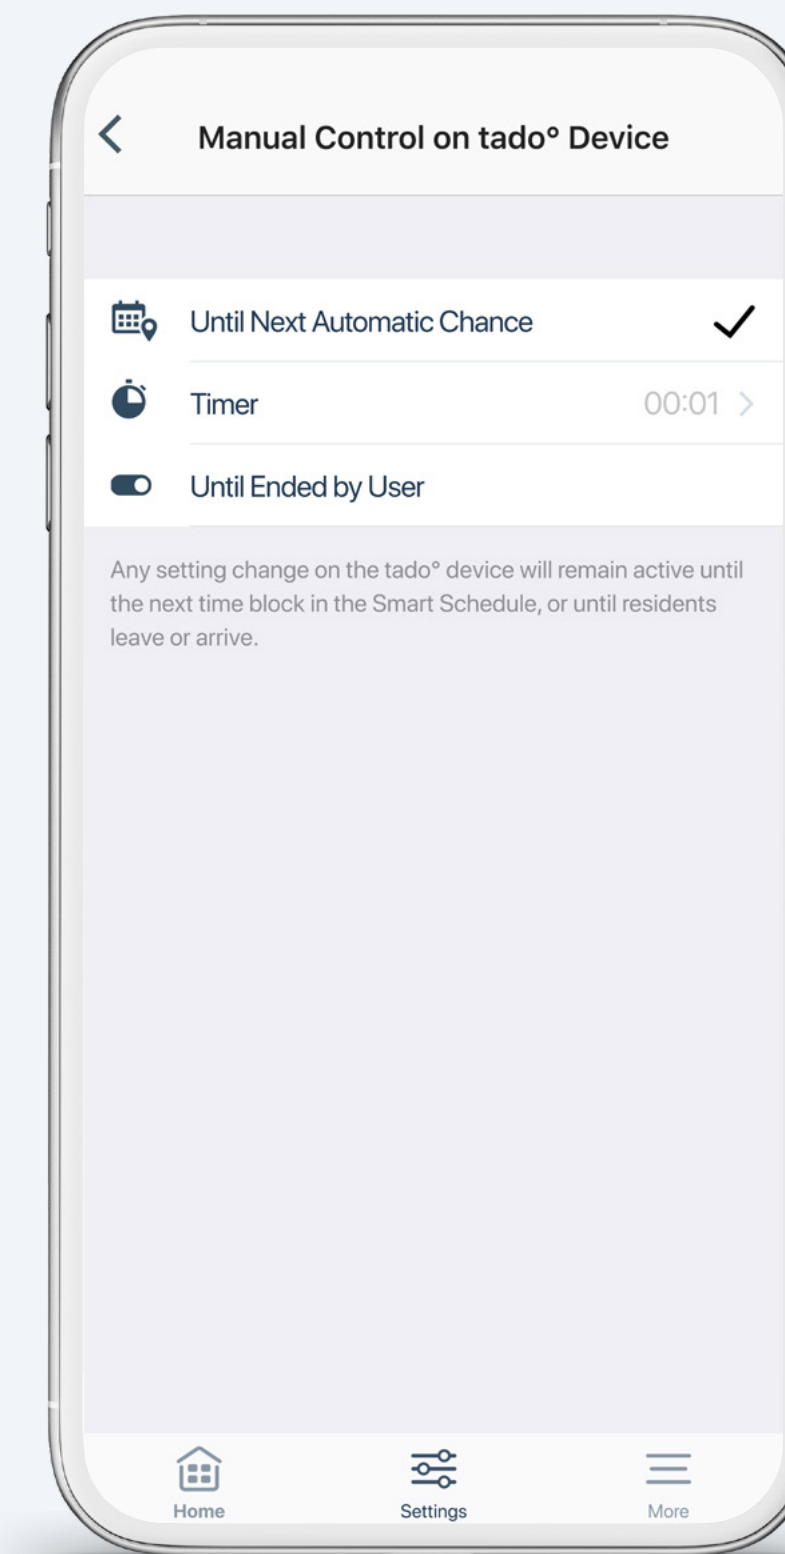 Manual Control on tado° Device
Until Next Automatic Chance
Timer 00:01
Until Ended by User
Any setting change on the tado° device will remain active until
the next time block in the Smart Schedule, or until residents
leave or arrive.
Home Settings More